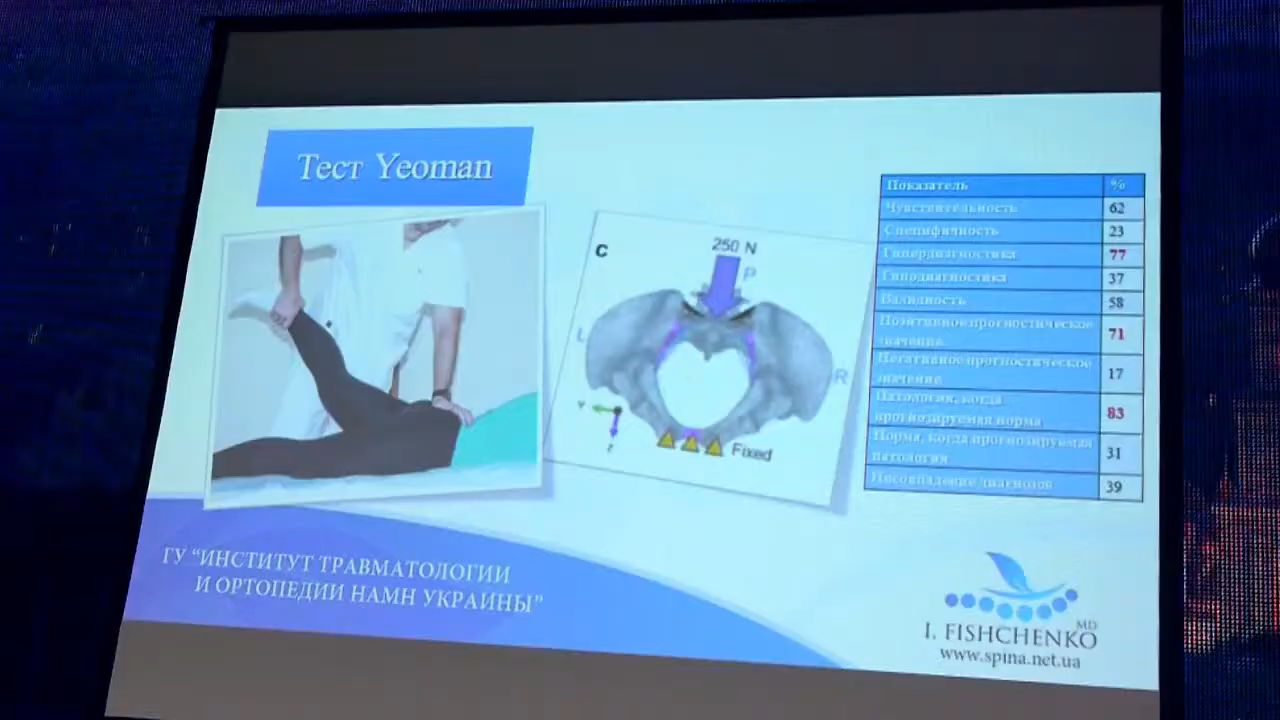 Тест Yeoman
C
250 N
P
L
R
Y
Z
Fixed
Показатель %
Чувствительность 62
Специфичность 23
Гипердиагностика 77
Гиподиагностика 37
Валидность 58
Позитивное прогностическое
значение 71
Негативное прогностическое
значение 17
Патология, когда
прогнозируемая норма 83
Норма, когда прогнозируемая
патология 31
Несовпадение диагнозов 39
ГУ “ИНСТИТУТ ТРАВМАТОЛОГИИ
И ОРТОПЕДИИ НАМН УКРАИНЫ”
MD
I. FISHCHENKO
www.spina.net.ua